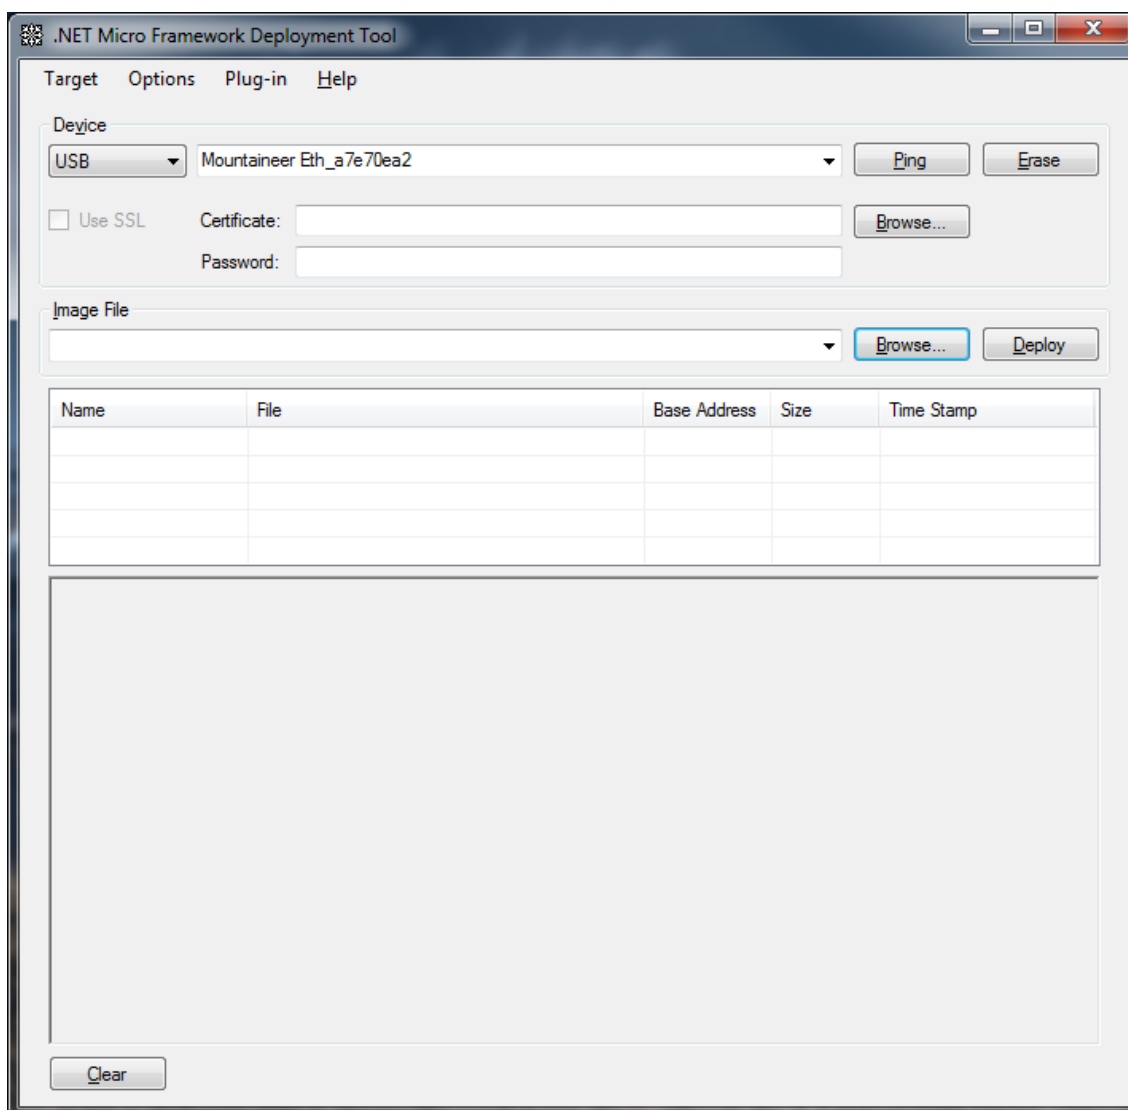 .NET Micro Framework Deployment Tool
Target Options Plug-in Help
Device
USB Mountaineer Eth_a7e70ea2 Ping Erase
Use SSL Certificate: Browse...
Password:
Image File
Browse... Deploy
Name File Base Address Size Time Stamp
Clear